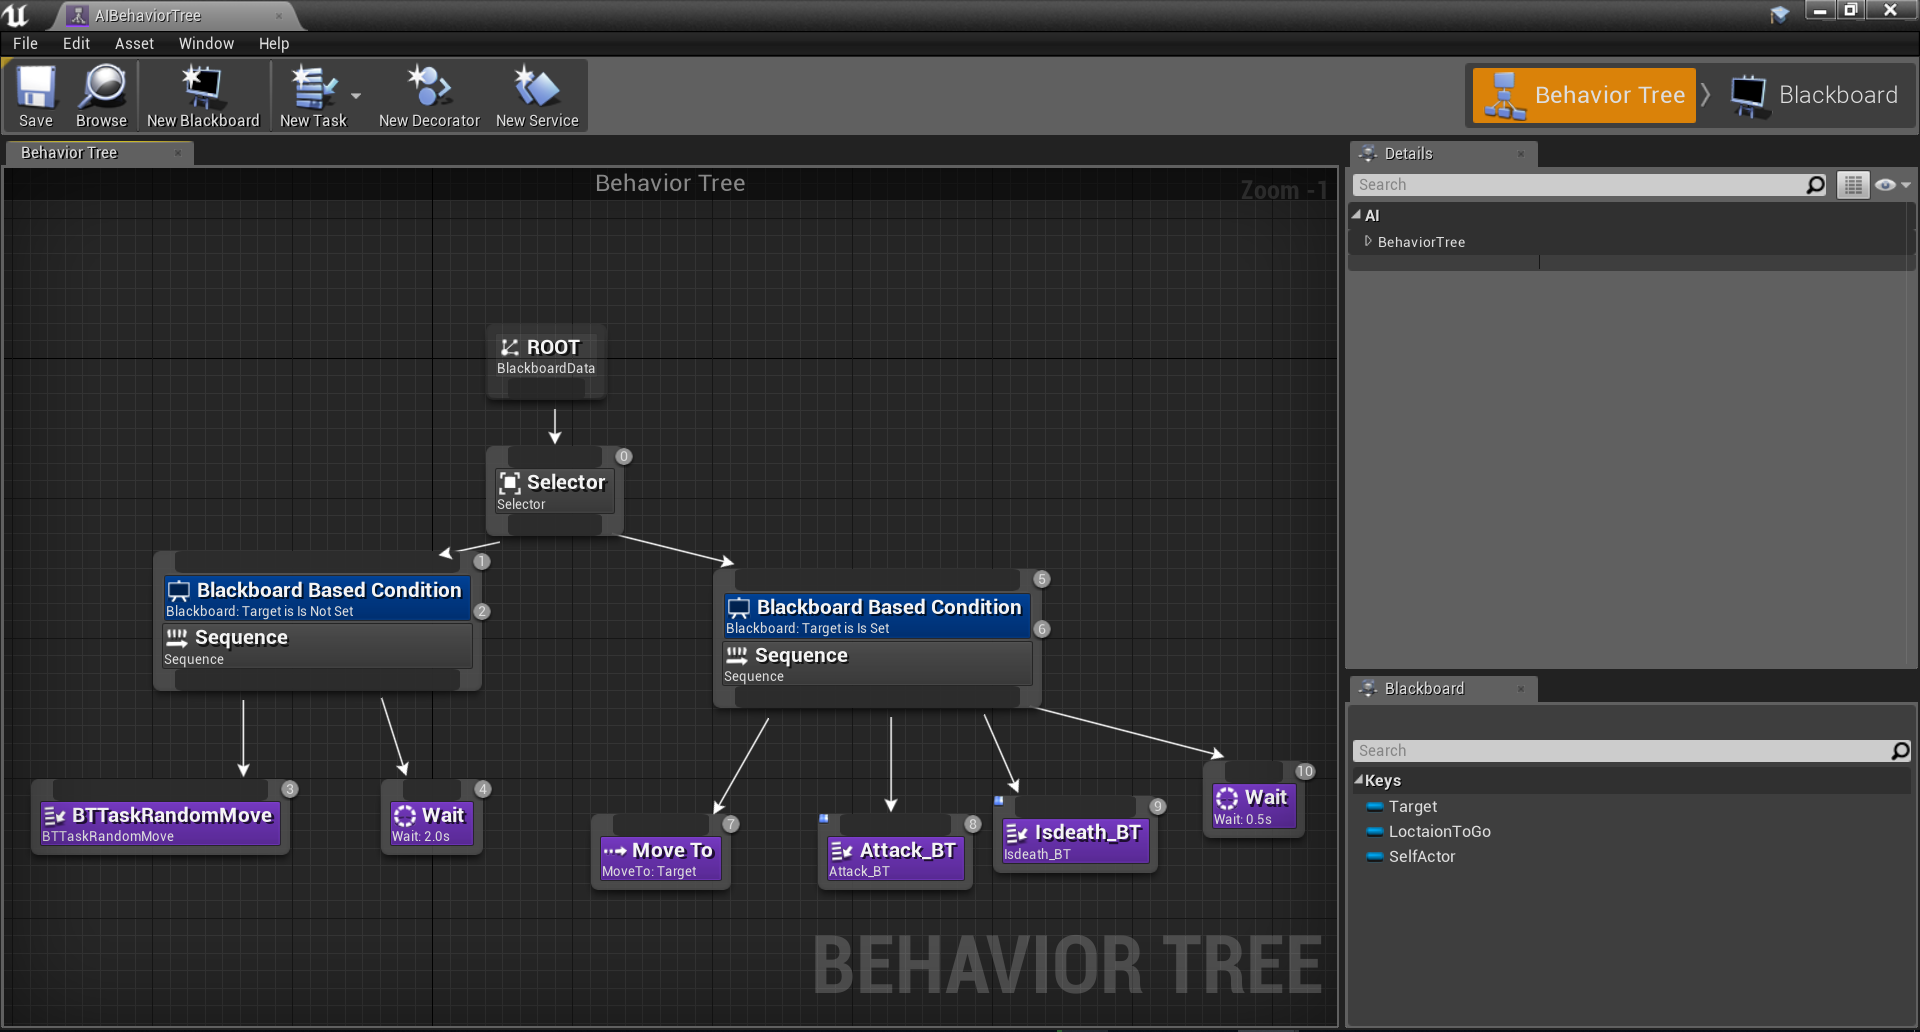 AIBehaviorTree
File Edit Asset Window Help
Save Browse New Blackboard New Task New Decorator New Service
Behavior Tree Blackboard
Behavior Tree
Behavior Tree
Zoom -1
ROOT
BlackboardData
0
Selector
Selector
1
Blackboard Based Condition
Blackboard: Target is Is Not Set
2
Sequence
Sequence
5
Blackboard Based Condition
Blackboard: Target is Is Set
6
Sequence
Sequence
3
BTTaskRandomMove
BTTaskRandomMove
4
Wait
Wait: 2.0s
7
Move To
MoveTo: Target
8
Attack_BT
Attack_BT
9
Isdeath_BT
Isdeath_BT
10
Wait
Wait: 0.5s
BEHAVIOR TREE
Details
Search
AI
BehaviorTree
Blackboard
Search
Keys
Target
LoctaionToGo
SelfActor